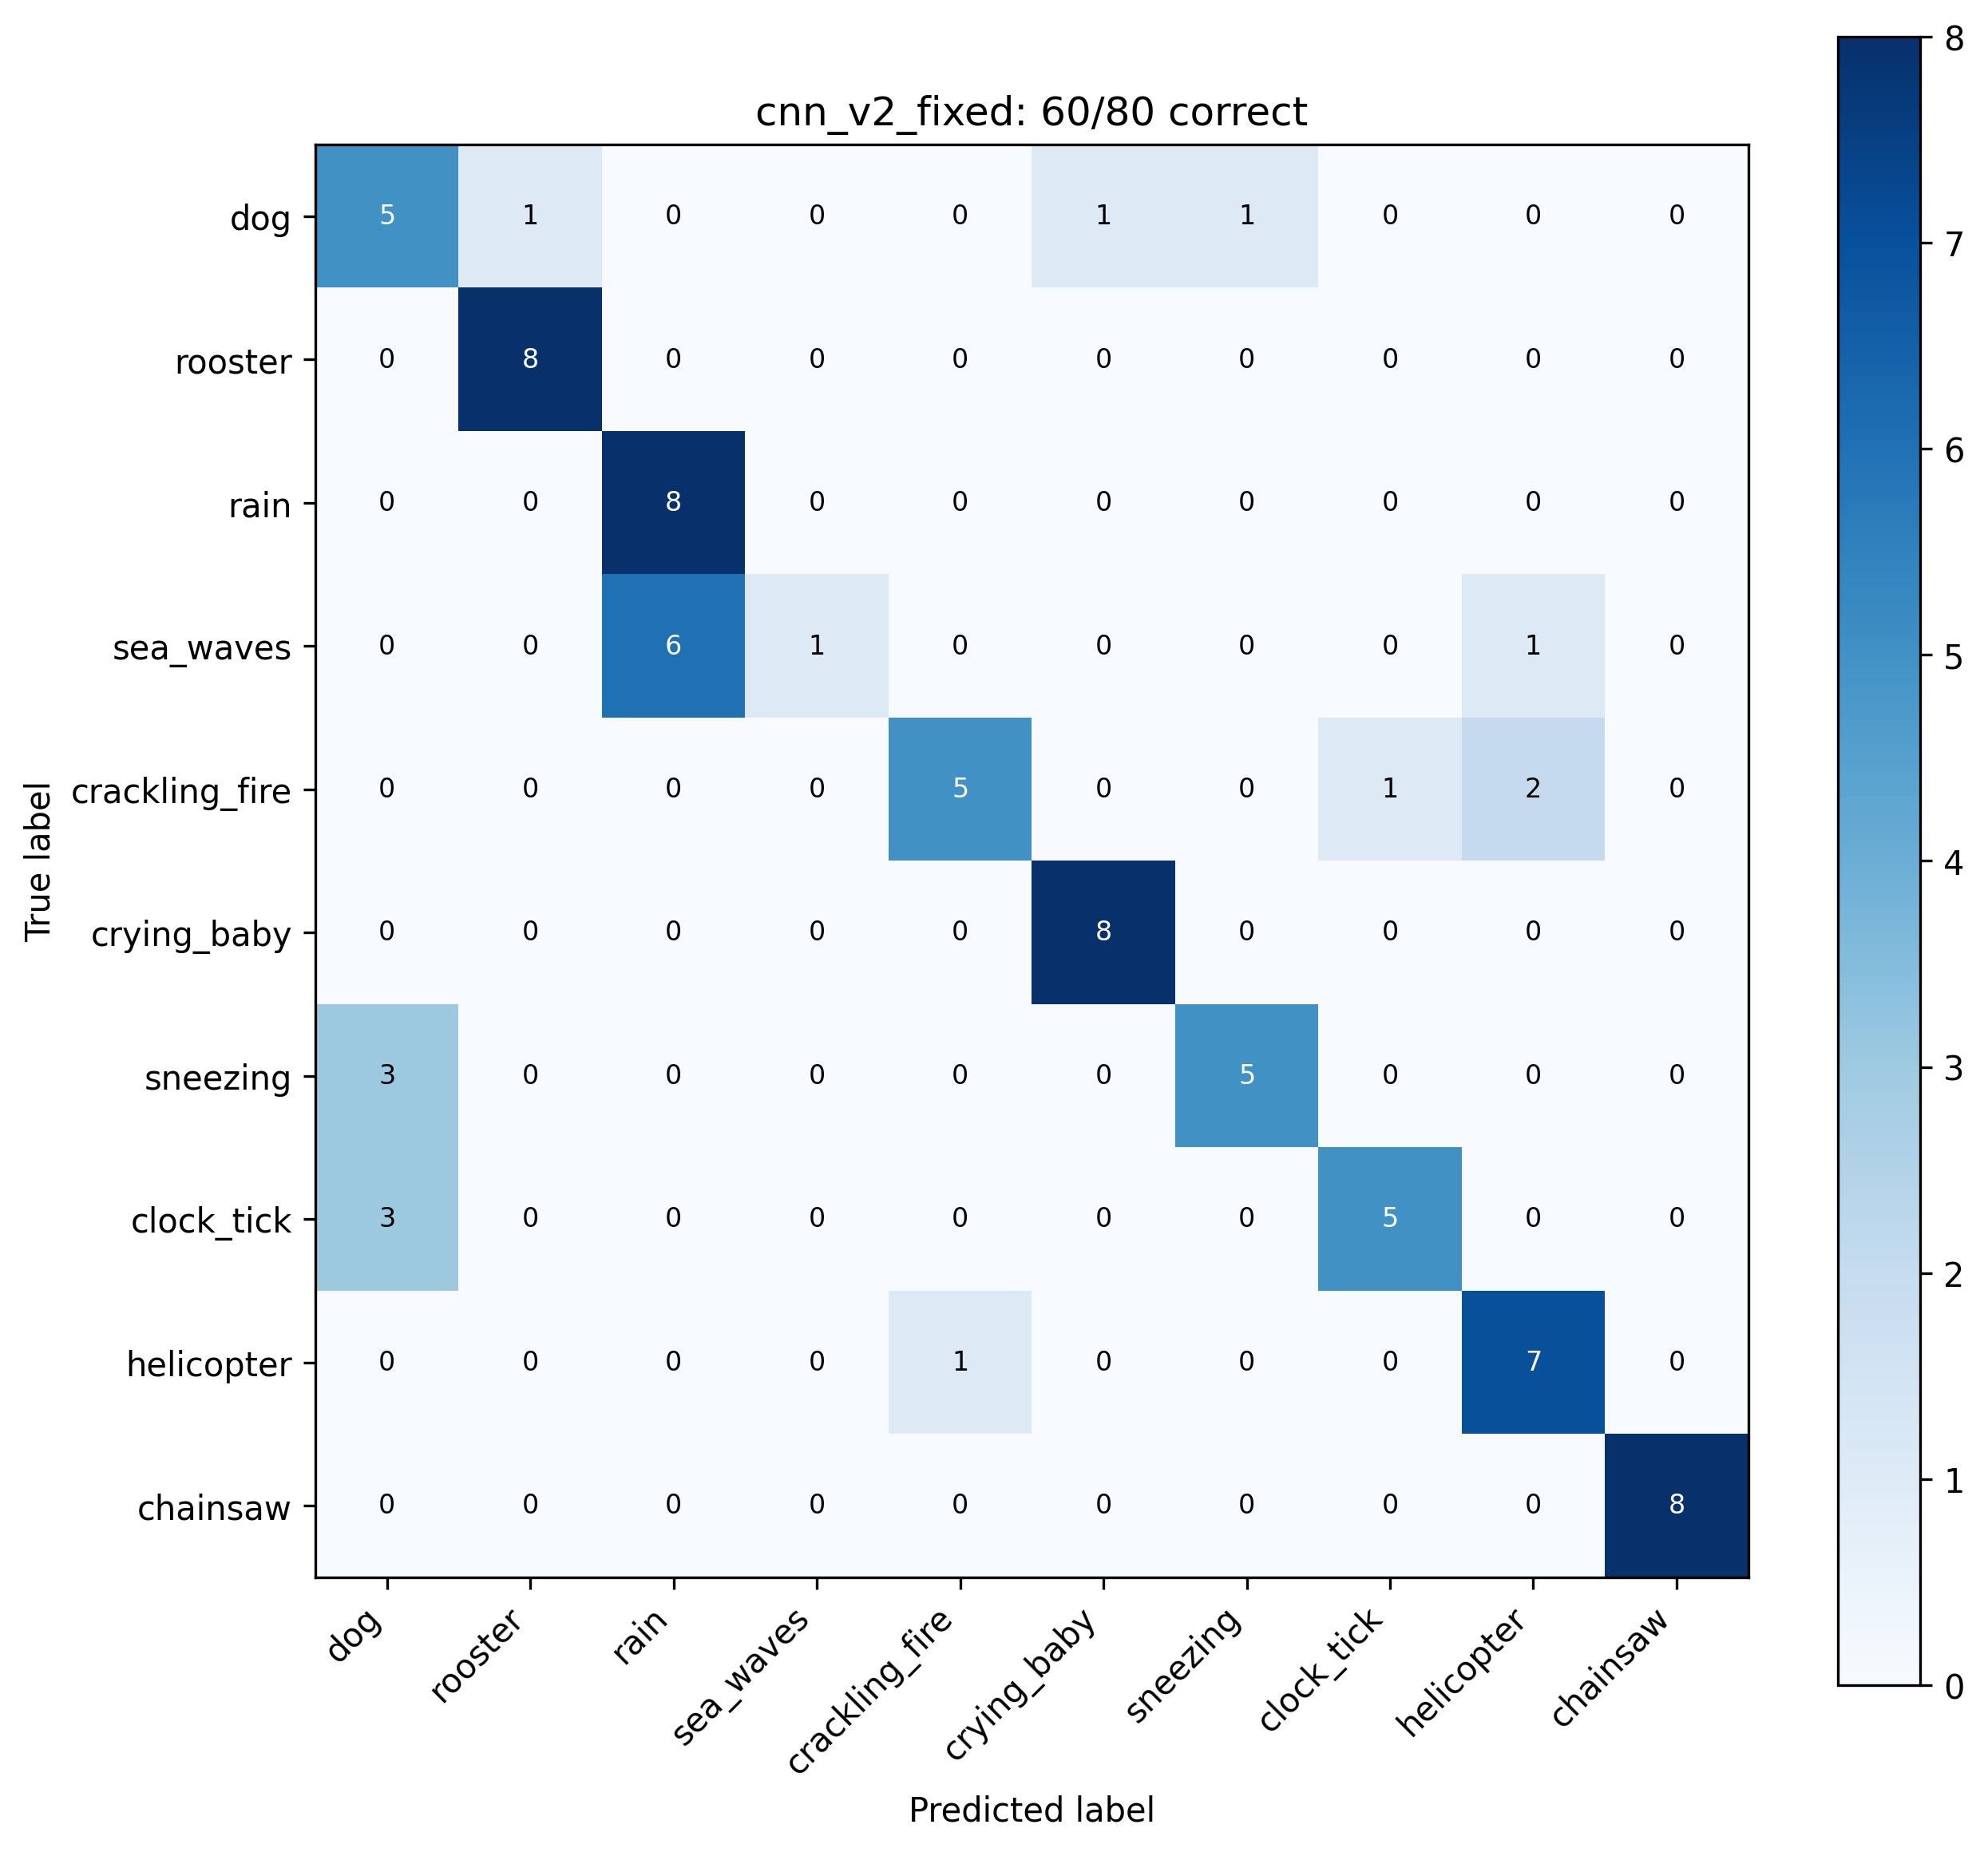 cnn_v2_fixed: 60/80 correct
True label
dog 5 1 0 0 0 1 1 0 0 0
rooster 0 8 0 0 0 0 0 0 0 0
rain 0 0 8 0 0 0 0 0 0 0
sea_waves 0 0 6 1 0 0 0 0 1 0
crackling_fire 0 0 0 0 5 0 0 1 2 0
crying_baby 0 0 0 0 0 8 0 0 0 0
sneezing 3 0 0 0 0 0 5 0 0 0
clock_tick 3 0 0 0 0 0 0 5 0 0
helicopter 0 0 0 0 1 0 0 0 7 0
chainsaw 0 0 0 0 0 0 0 0 0 8
dog rooster rain sea_waves crackling_fire crying_baby sneezing clock_tick helicopter chainsaw
Predicted label
8
7
6
5
4
3
2
1
0